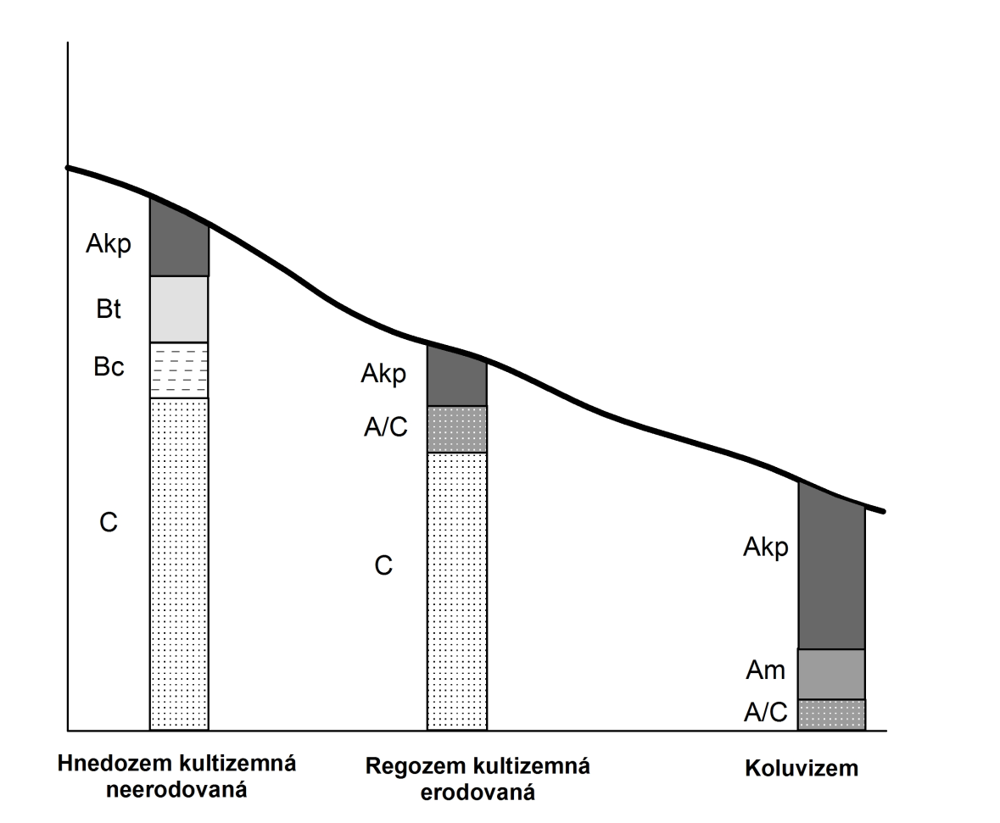 Akp
Bt
Bc
C
Akp
A/C
C
Akp
Am
A/C
Hnedozem kultizemná
neerodovaná
Regozem kultizemná
erodovaná
Koluvizem